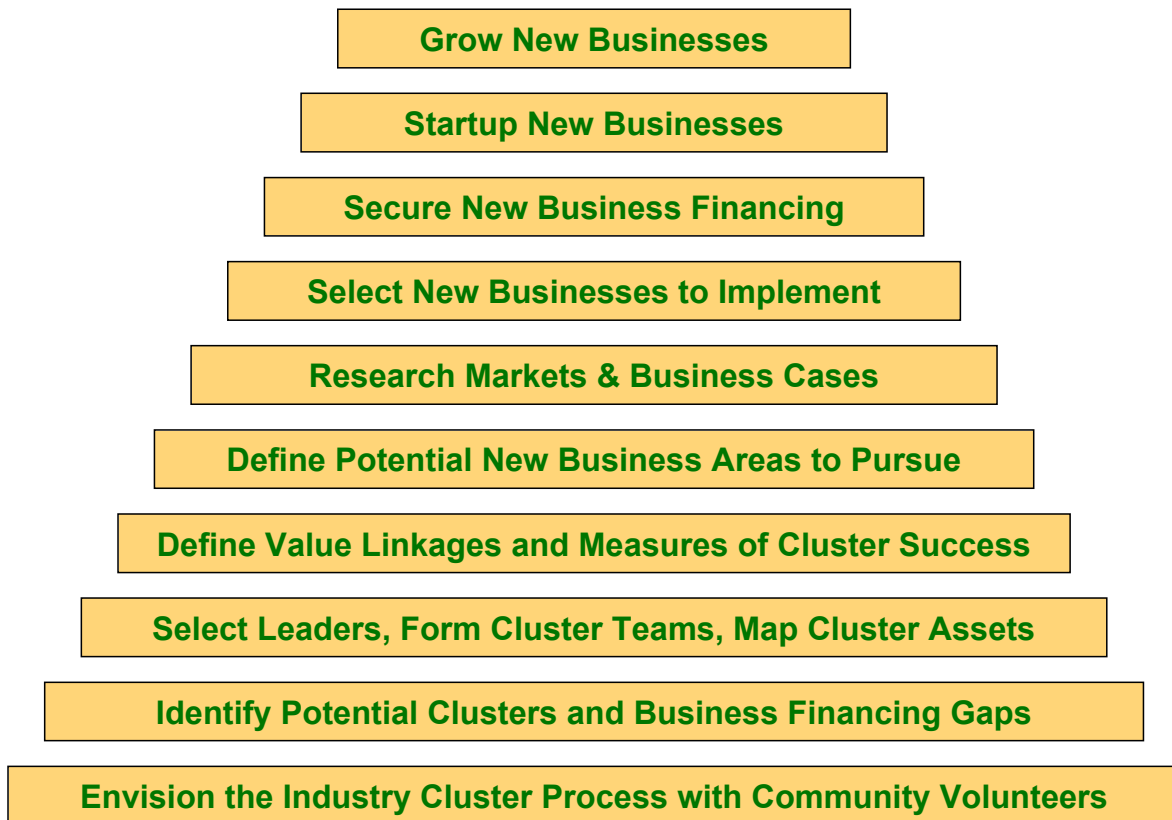 Grow New Businesses
Startup New Businesses
Secure New Business Financing
Select New Businesses to Implement
Research Markets & Business Cases
Define Potential New Business Areas to Pursue
Define Value Linkages and Measures of Cluster Success
Select Leaders, Form Cluster Teams, Map Cluster Assets
Identify Potential Clusters and Business Financing Gaps
Envision the Industry Cluster Process with Community Volunteers